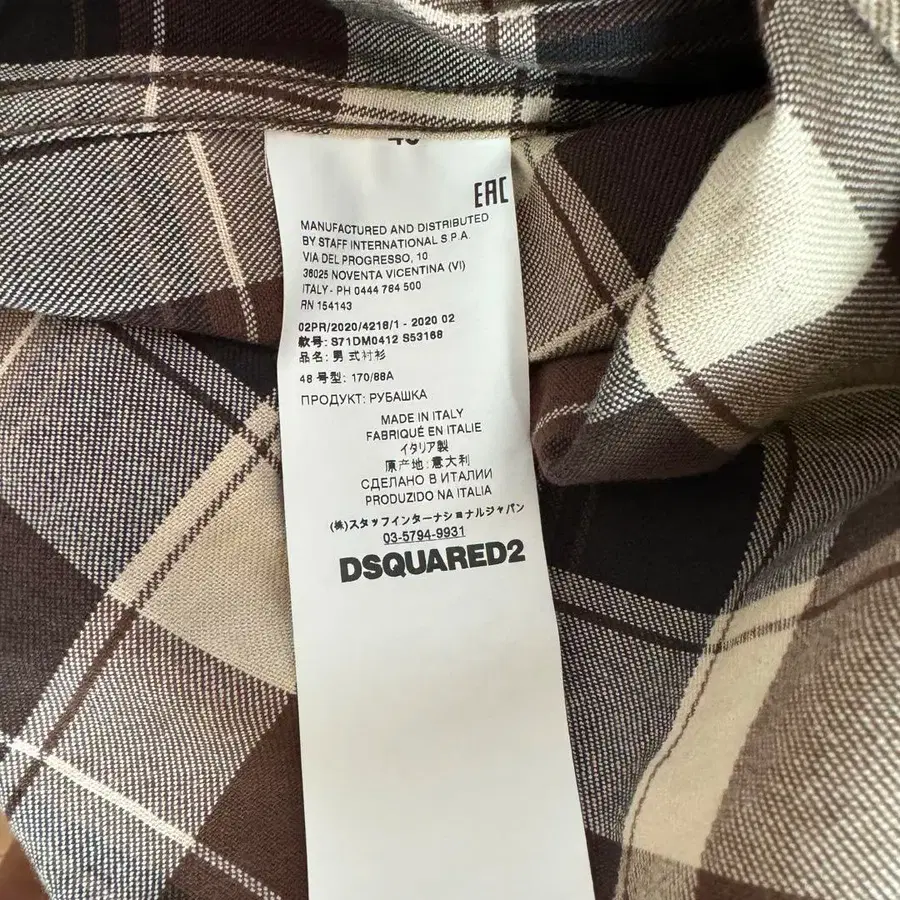 EAC
MANUFACTURED AND DISTRIBUTED
BY STAFF INTERNATIONAL S.P.A.
VIA DEL PROGRESSO, 10
36025 NOVENTA VICENTINA (VI)
ITALY - PH 0444 784 500
RN 154143
02PR/2020/4218/1 - 2020 02
款号: S71DM0412 S53168
品名: 男 式衬衫
48 号型: 170/88A
ПРОДУКТ: РУБАШКА
MADE IN ITALY
FABRIQUÉ EN ITALIE
イタリア製
原产地: 意大利
СДЕЛАНО В ИТАЛИИ
PRODUZIDO NA ITALIA
(株)スタッフインターナショナルジャパン
03-5794-9931
DSQUARED2